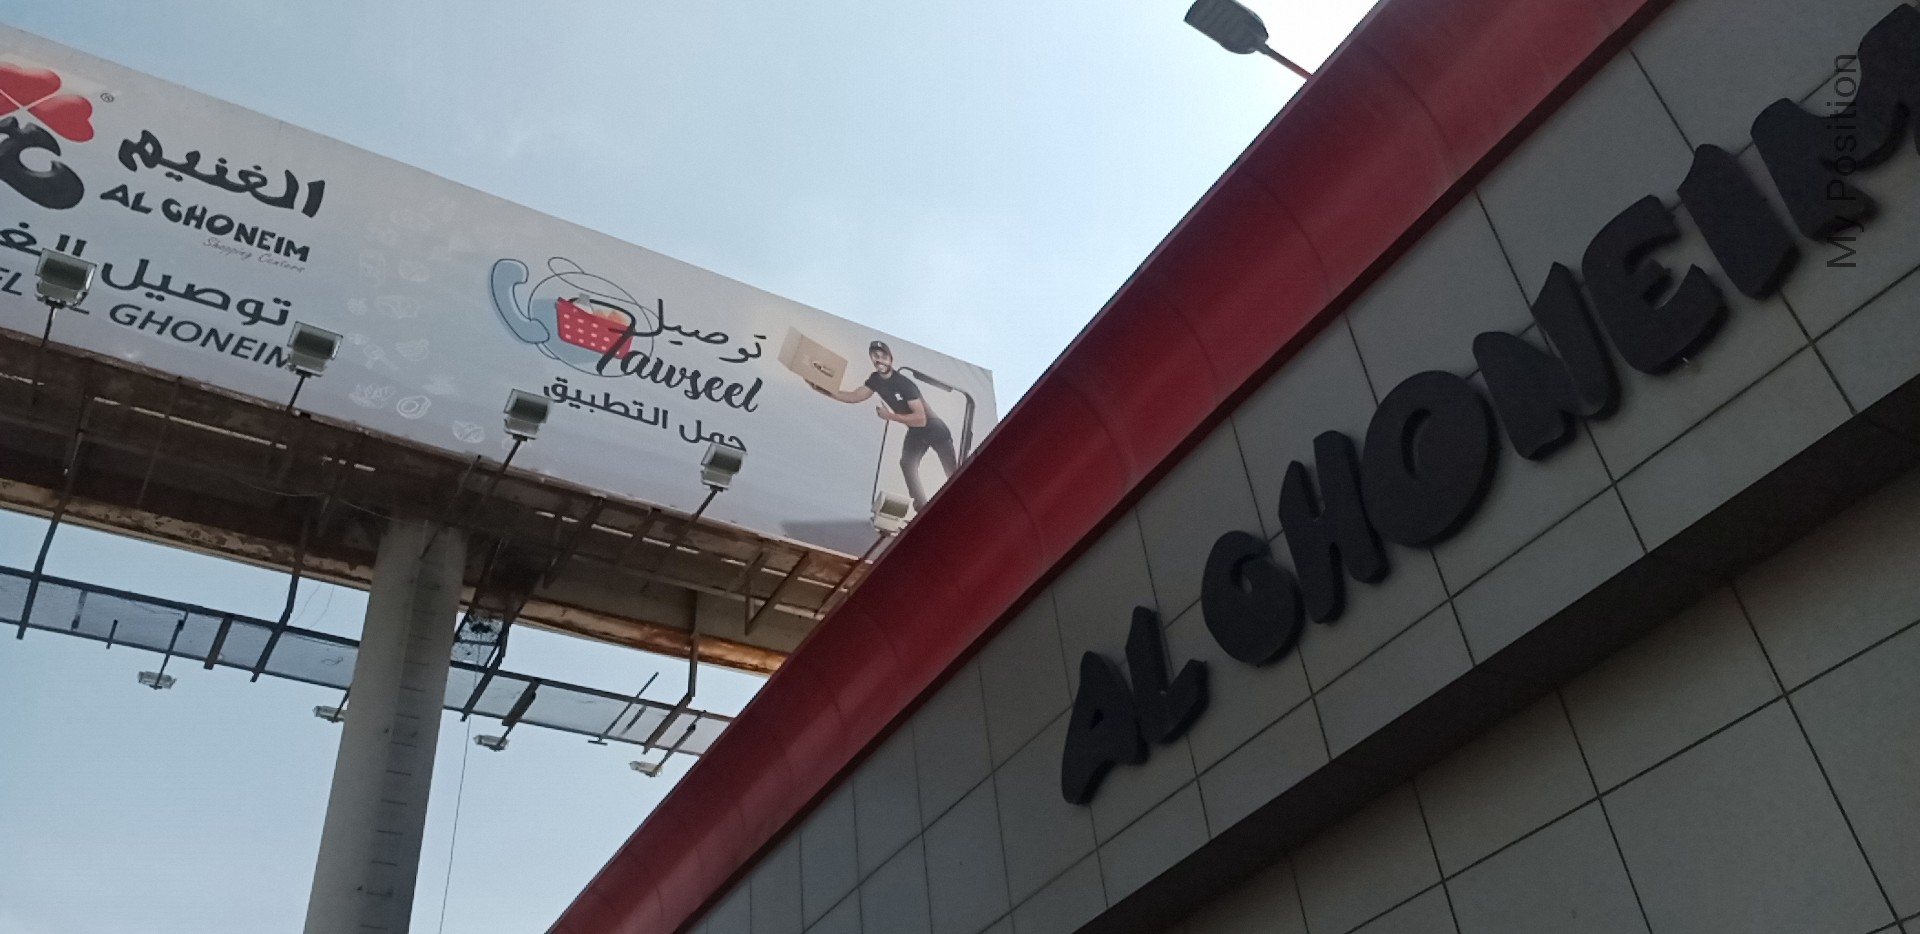 ®
الغنيم
AL GHONEIM
Shopping Centers
توصيل الغ
EL AL GHONEIM
توصيل
Tawseel
حمل التطبيق
AL GHONEIM
My Position